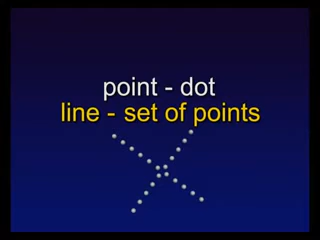 point - dot
line - set of points